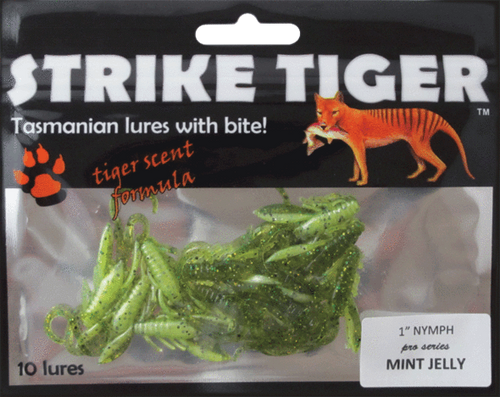 STRIKE TIGER
TM
Tasmanian lures with bite!
tiger scent
formula
10 lures
1" NYMPH
pro series
MINT JELLY